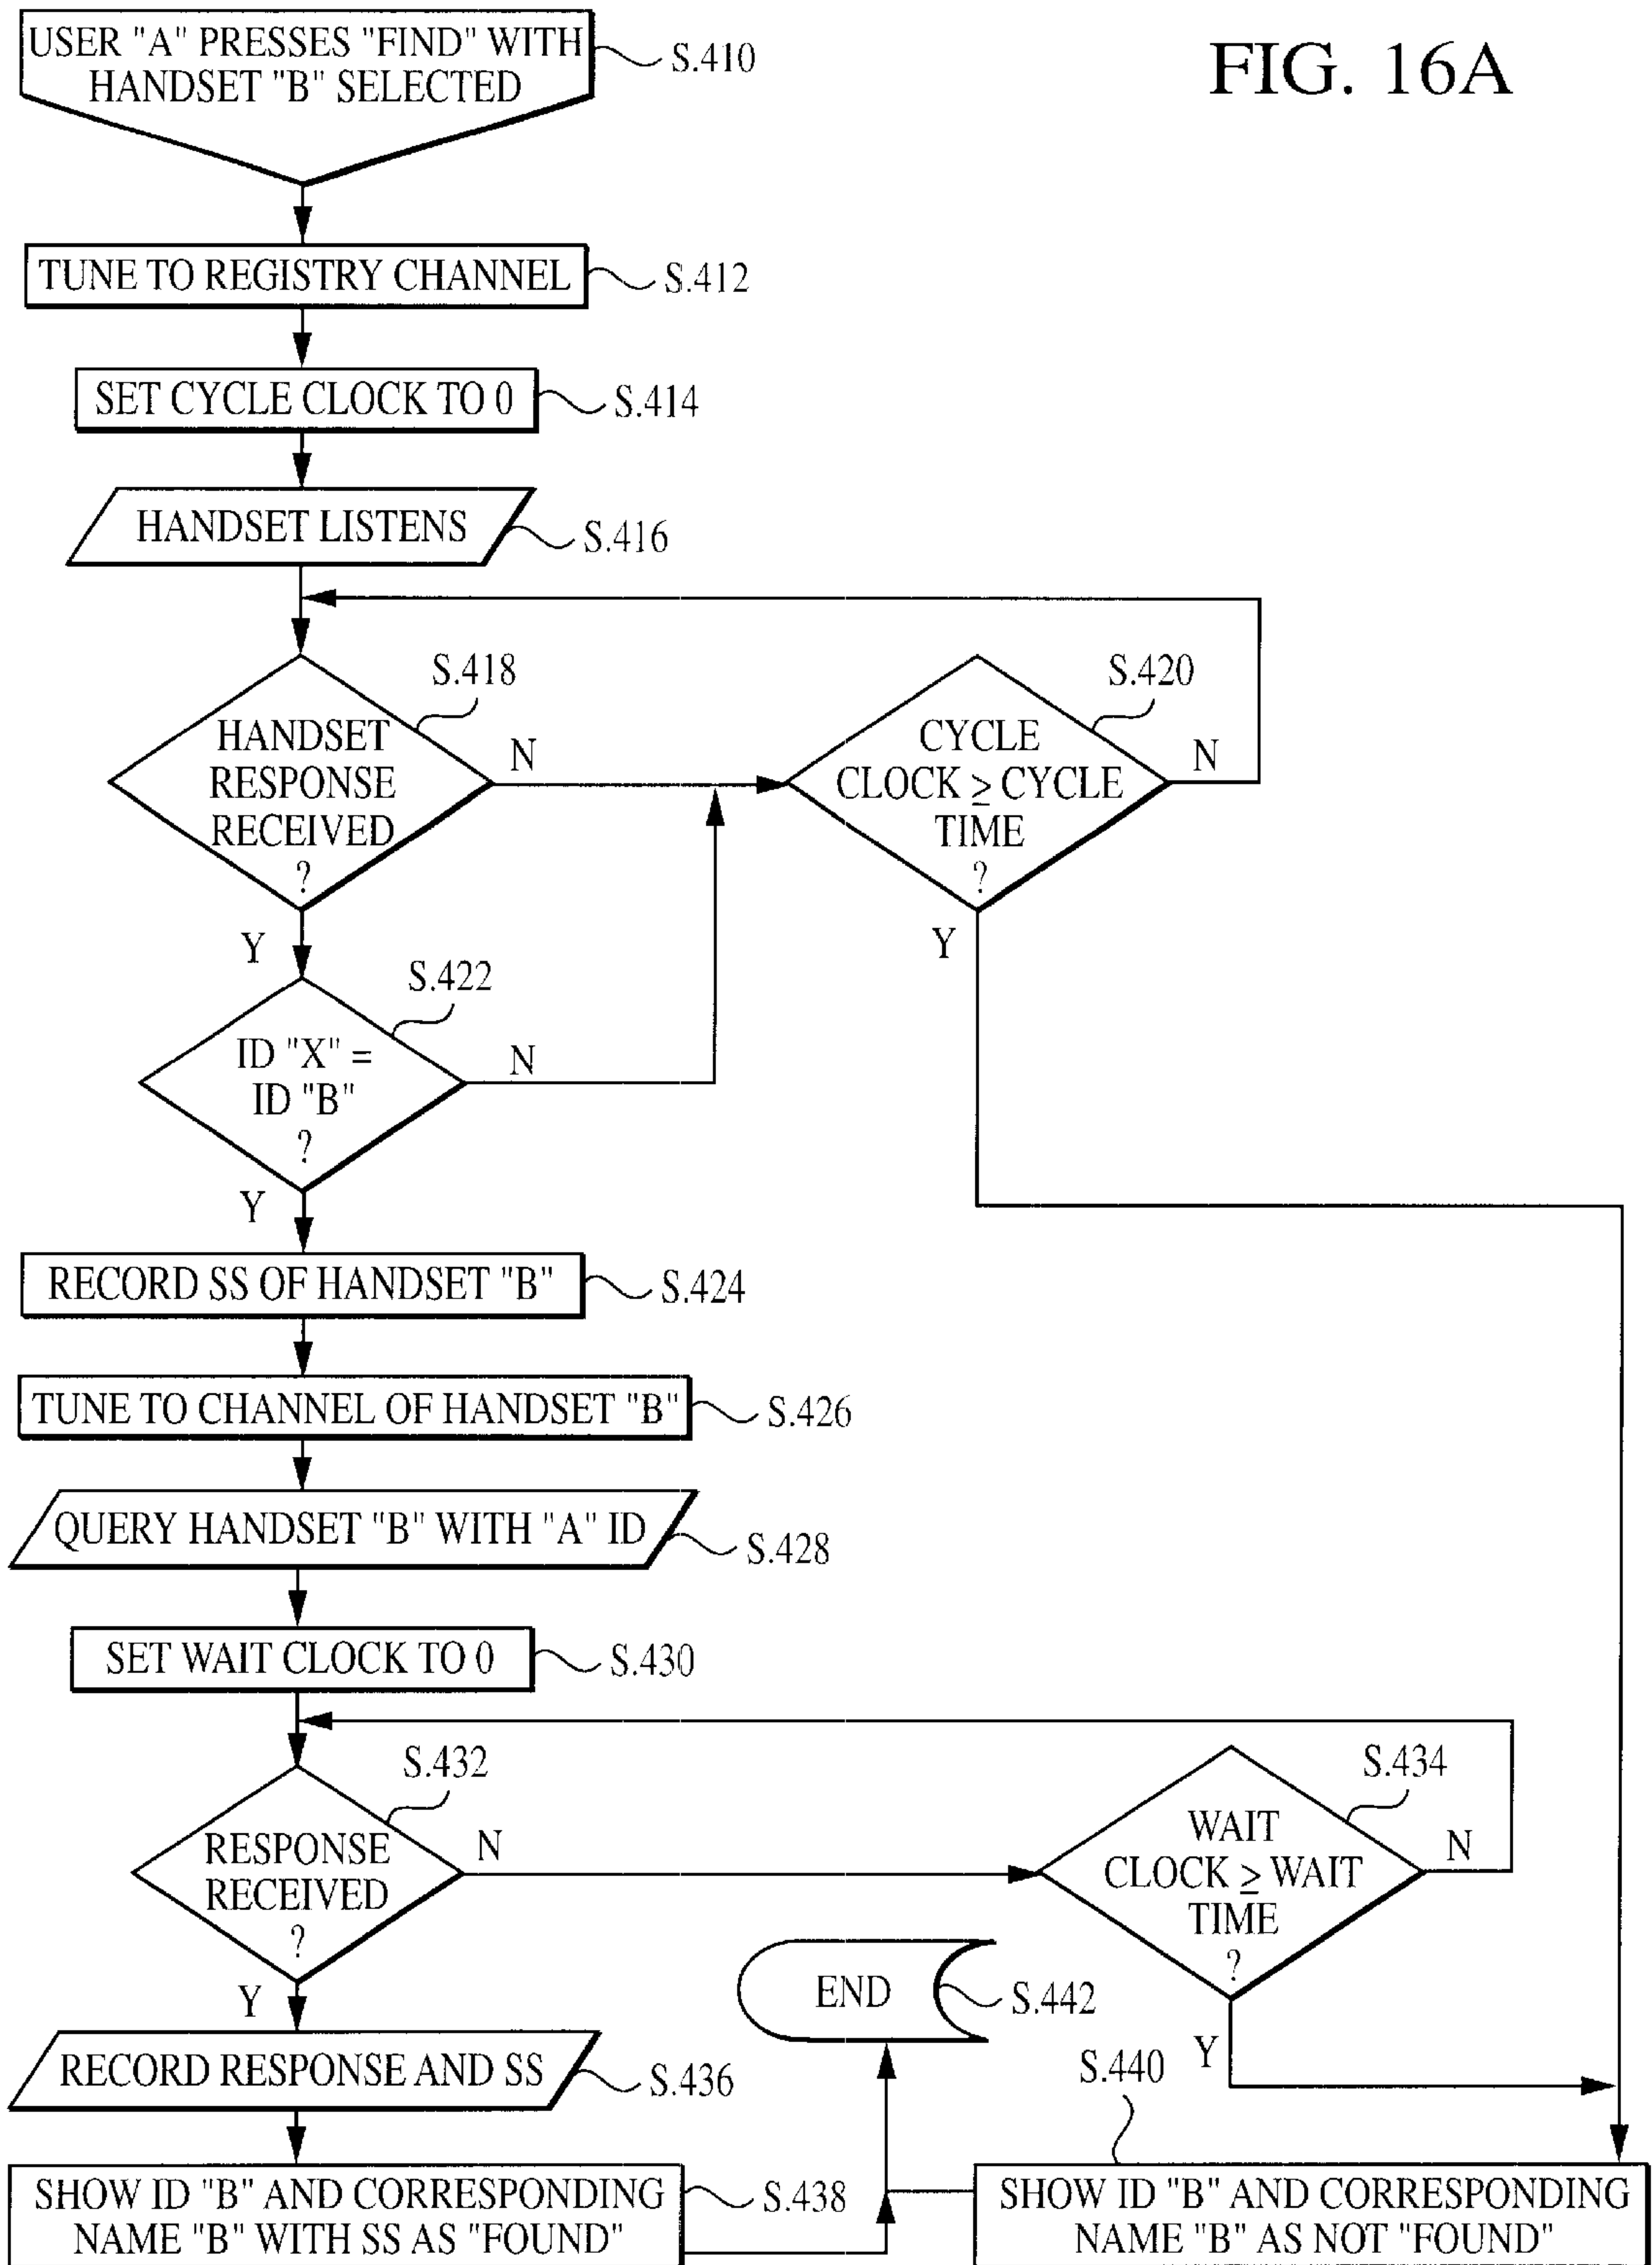 FIG. 16A
USER "A" PRESSES "FIND" WITH
HANDSET "B" SELECTED
S.410
TUNE TO REGISTRY CHANNEL
S.412
SET CYCLE CLOCK TO 0
S.414
HANDSET LISTENS
S.416
S.418
HANDSET
RESPONSE
RECEIVED
?
N
Y
S.420
CYCLE
CLOCK ≥ CYCLE
TIME
?
N
Y
S.422
ID "X" =
ID "B"
?
N
Y
RECORD SS OF HANDSET "B"
S.424
TUNE TO CHANNEL OF HANDSET "B"
S.426
QUERY HANDSET "B" WITH "A" ID
S.428
SET WAIT CLOCK TO 0
S.430
S.432
RESPONSE
RECEIVED
?
N
Y
S.434
WAIT
CLOCK ≥ WAIT
TIME
?
N
Y
END
S.442
RECORD RESPONSE AND SS
S.436
S.440
SHOW ID "B" AND CORRESPONDING
NAME "B" WITH SS AS "FOUND"
S.438
SHOW ID "B" AND CORRESPONDING
NAME "B" AS NOT "FOUND"